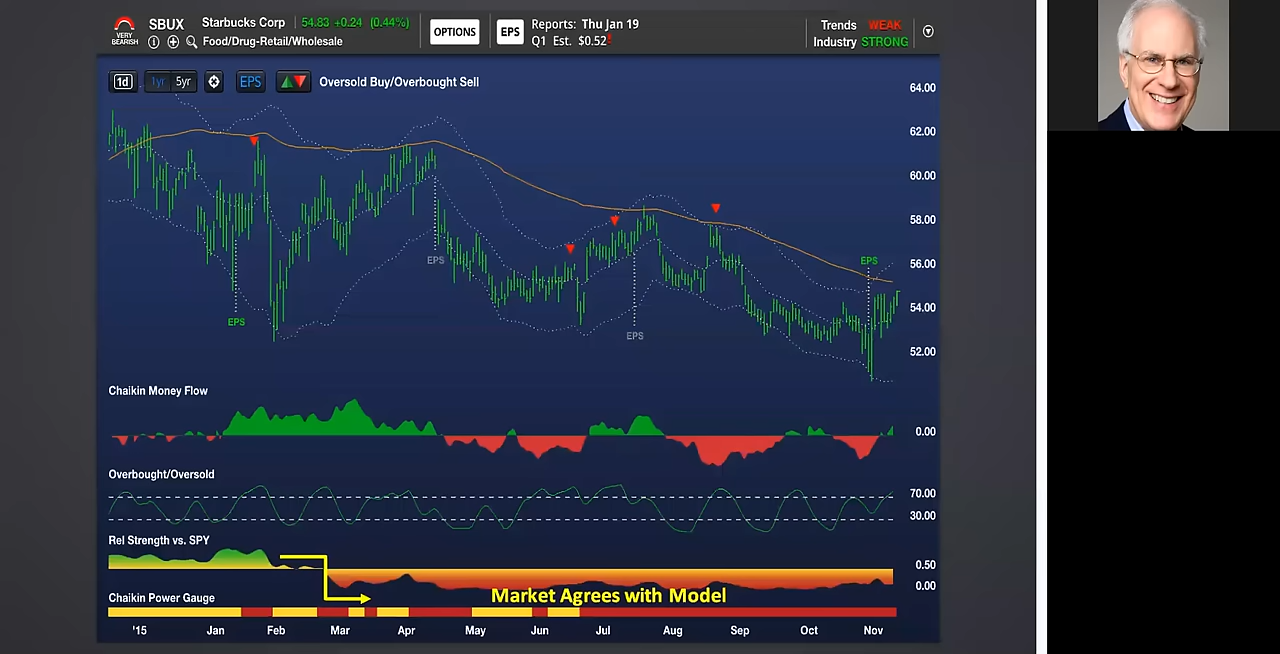 SBUX Starbucks Corp 54.83 +0.24 (0.44%)
VERY BEARISH
Food/Drug-Retail/Wholesale
OPTIONS
EPS
Reports: Thu Jan 19
Q1 Est. $0.52
Trends WEAK
Industry STRONG
1d 1yr 5yr EPS Oversold Buy/Overbought Sell
64.00
62.00
60.00
58.00
56.00
54.00
52.00
EPS
EPS
EPS
EPS
Chaikin Money Flow
0.00
Overbought/Oversold
70.00
30.00
Rel Strength vs. SPY
0.50
0.00
Market Agrees with Model
Chaikin Power Gauge
'15 Jan Feb Mar Apr May Jun Jul Aug Sep Oct Nov